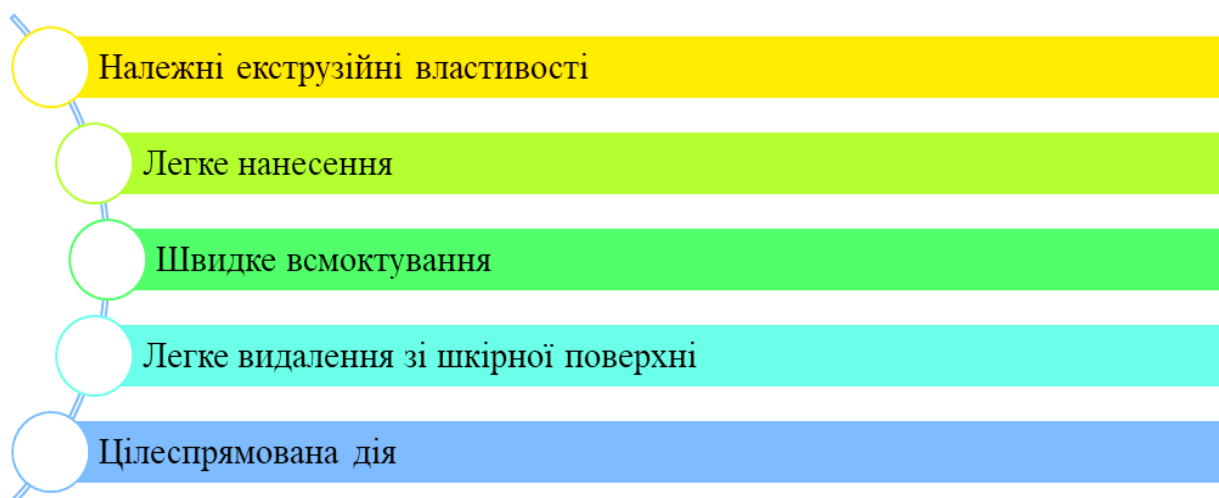 Належні екструзійні властивості
Легке нанесення
Швидке всмоктування
Легке видалення зі шкірної поверхні
Цілеспрямована дія